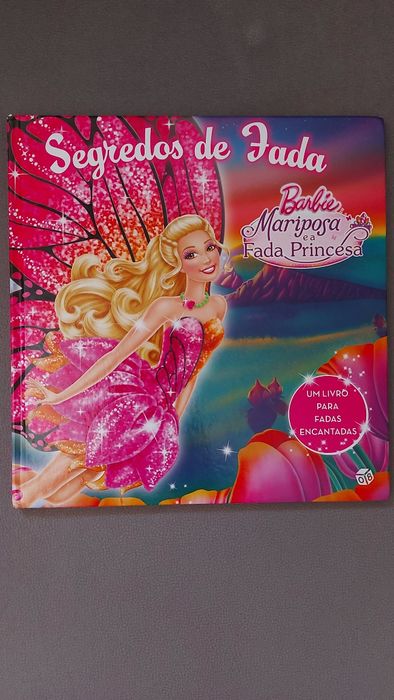 Segredos de Fada
Barbie
Mariposa
e a
Fada Princesa
UM LIVRO
PARA
FADAS
ENCANTADAS